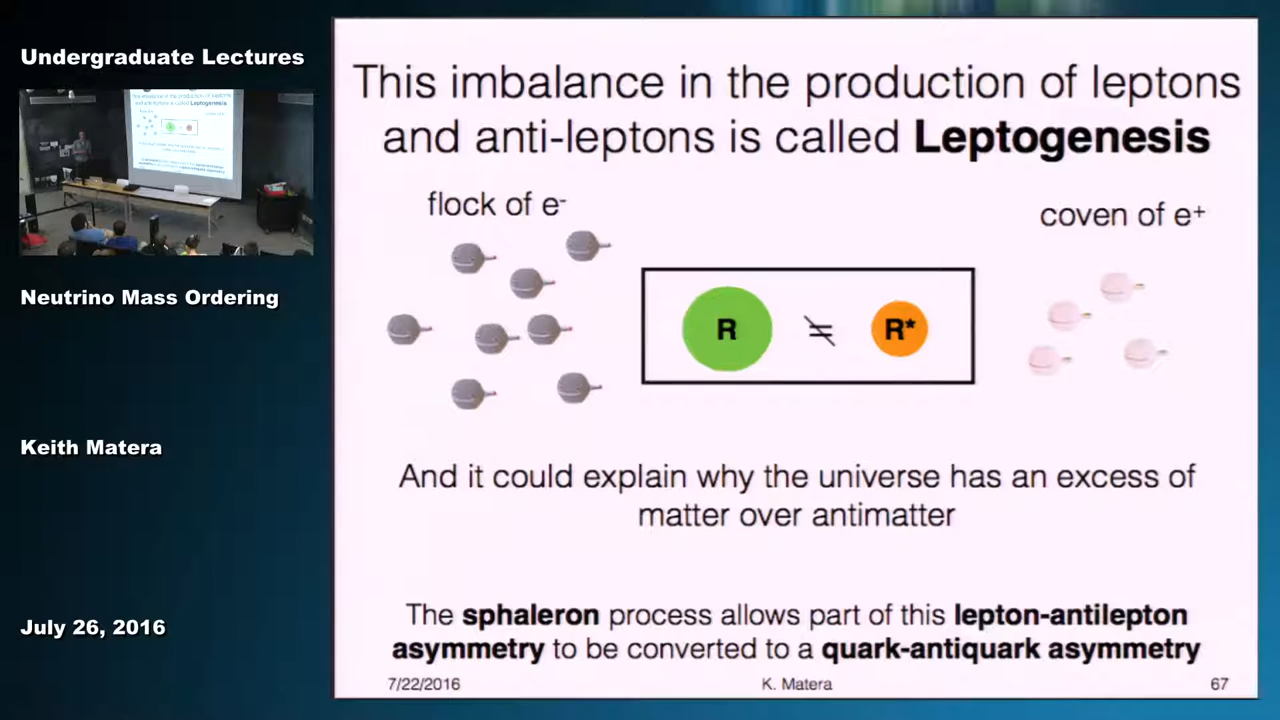 Undergraduate Lectures
Neutrino Mass Ordering
Keith Matera
July 26, 2016
This imbalance in the production of leptons
and anti-leptons is called Leptogenesis
flock of e⁻
coven of e⁺
R ≠ R*
And it could explain why the universe has an excess of
matter over antimatter
The sphaleron process allows part of this lepton-antilepton
asymmetry to be converted to a quark-antiquark asymmetry
7/22/2016
K. Matera
67